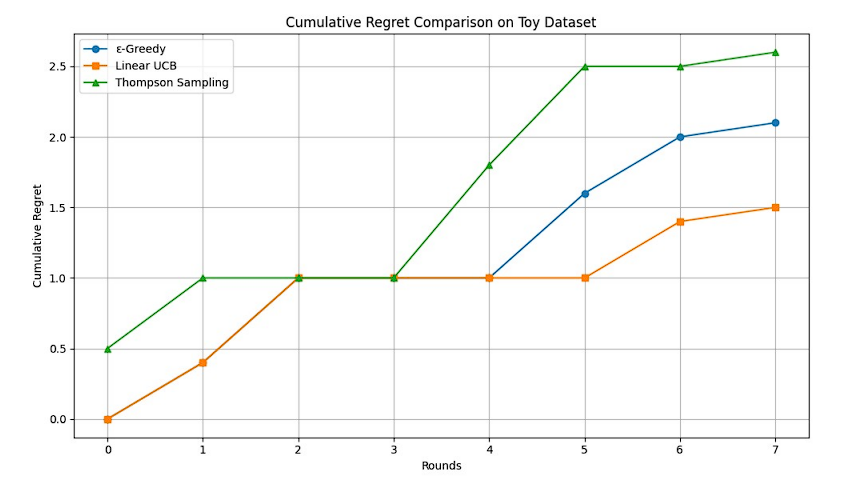 Cumulative Regret Comparison on Toy Dataset
ε-Greedy
Linear UCB
Thompson Sampling
2.5
2.0
1.5
1.0
0.5
0.0
Cumulative Regret
0 1 2 3 4 5 6 7
Rounds